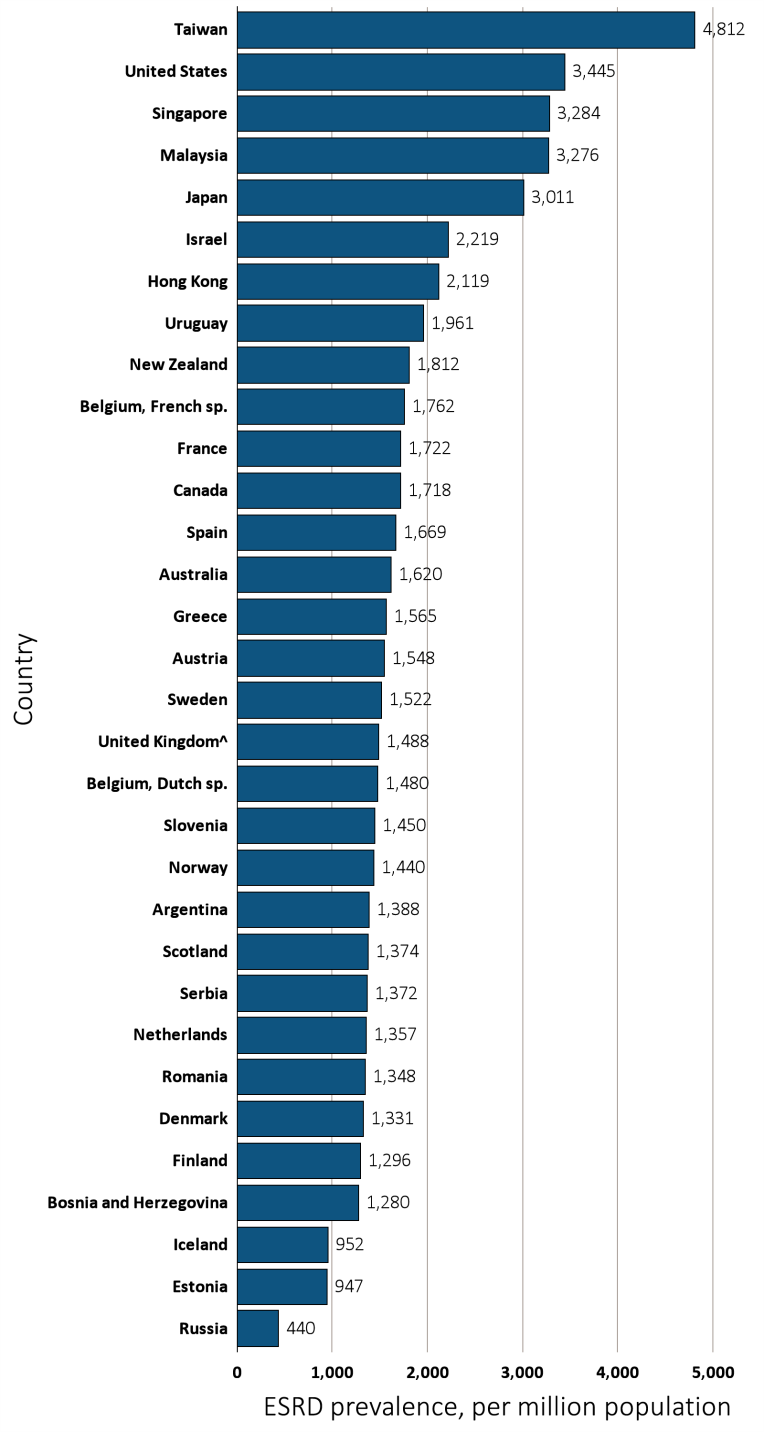 Taiwan 4,812
United States 3,445
Singapore 3,284
Malaysia 3,276
Japan 3,011
Israel 2,219
Hong Kong 2,119
Uruguay 1,961
New Zealand 1,812
Belgium, French sp. 1,762
France 1,722
Canada 1,718
Spain 1,669
Australia 1,620
Greece 1,565
Austria 1,548
Sweden 1,522
United Kingdom^ 1,488
Belgium, Dutch sp. 1,480
Slovenia 1,450
Norway 1,440
Argentina 1,388
Scotland 1,374
Serbia 1,372
Netherlands 1,357
Romania 1,348
Denmark 1,331
Finland 1,296
Bosnia and Herzegovina 1,280
Iceland 952
Estonia 947
Russia 440
Country
0 1,000 2,000 3,000 4,000 5,000
ESRD prevalence, per million population